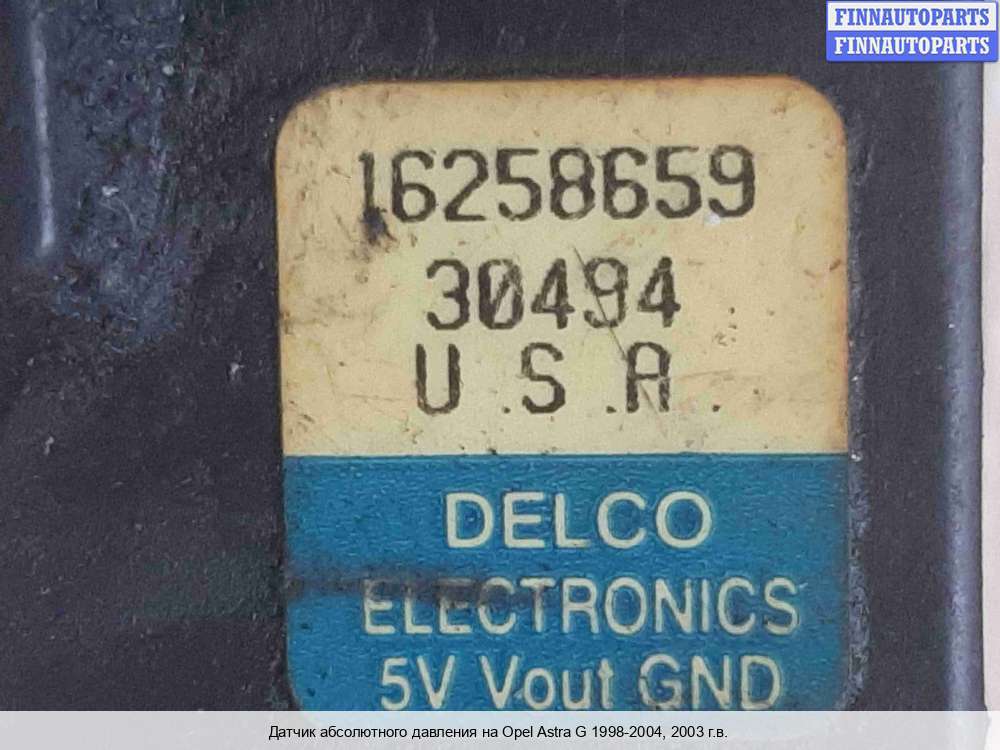 FINNAUTOPARTS
FINNAUTOPARTS
16258659
30494
U.S.A.
DELCO
ELECTRONICS
5V Vout GND
Датчик абсолютного давления на Opel Astra G 1998-2004, 2003 г.в.